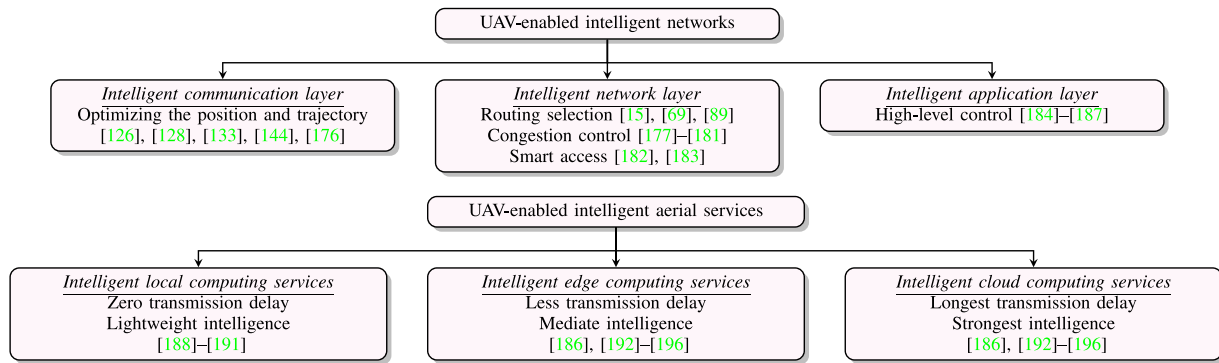 UAV-enabled intelligent networks
Intelligent communication layer
Optimizing the position and trajectory
[126], [128], [133], [144], [176]
Intelligent network layer
Routing selection [15], [69], [89]
Congestion control [177]–[181]
Smart access [182], [183]
Intelligent application layer
High-level control [184]–[187]
UAV-enabled intelligent aerial services
Intelligent local computing services
Zero transmission delay
Lightweight intelligence
[188]–[191]
Intelligent edge computing services
Less transmission delay
Mediate intelligence
[186], [192]–[196]
Intelligent cloud computing services
Longest transmission delay
Strongest intelligence
[186], [192]–[196]